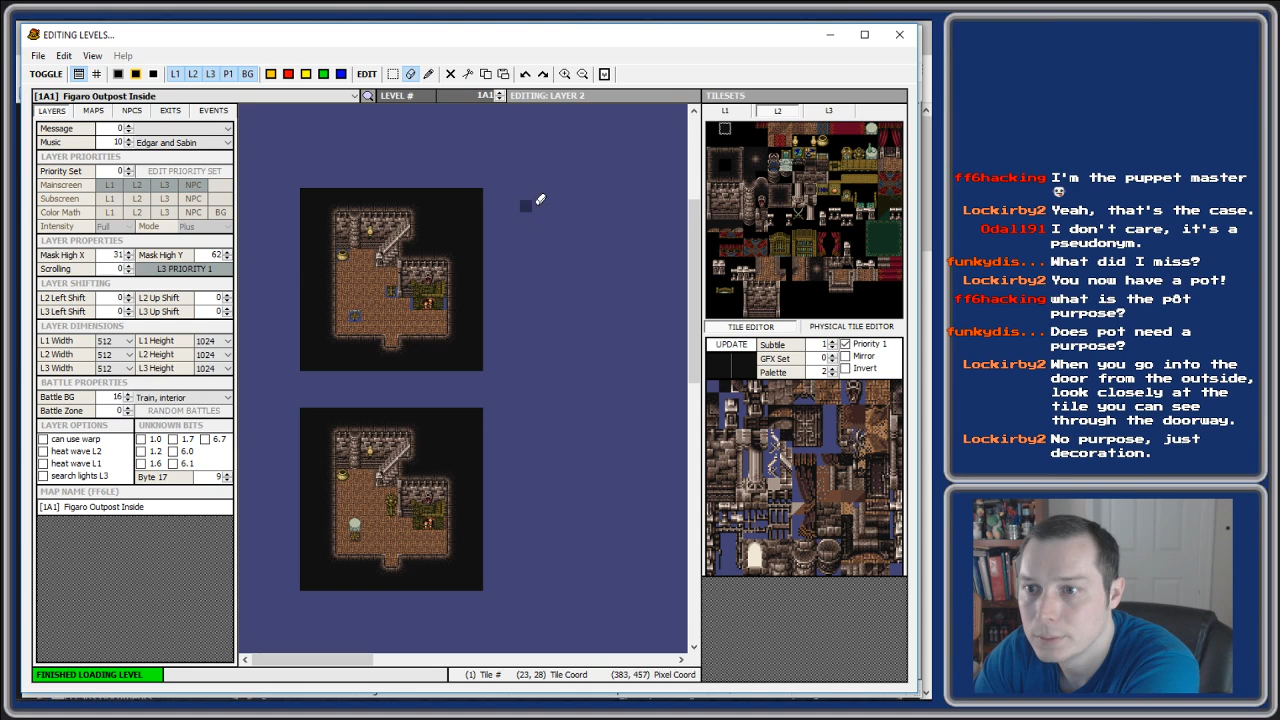 EDITING LEVELS...
File Edit View Help
TOGGLE L1 L2 L3 P1 BG EDIT
[1A1] Figaro Outpost Inside LEVEL # 1A1 EDITING: LAYER 2 TILESETS
LAYERS MAPS NPCS EXITS EVENTS L1 L2 L3
Message 0
Music 10 Edgar and Sabin
LAYER PRIORITIES
Priority Set 0 EDIT PRIORITY SET
Mainscreen L1 L2 L3 NPC
Subscreen L1 L2 L3 NPC
Color Math L1 L2 L3 NPC BG
Intensity Full Mode Plus
LAYER PROPERTIES
Mask High X 31 Mask High Y 62
Scrolling 0 L3 PRIORITY 1
LAYER SHIFTING
L2 Left Shift 0 L2 Up Shift 0
L3 Left Shift 0 L3 Up Shift 0
LAYER DIMENSIONS
L1 Width 512 L1 Height 1024
L2 Width 512 L2 Height 1024
L3 Width 512 L3 Height 1024
BATTLE PROPERTIES
Battle BG 16 Train, interior
Battle Zone 0 RANDOM BATTLES
LAYER OPTIONS UNKNOWN BITS
can use warp 1.0 1.7 6.7
heat wave L2 1.2 6.0
heat wave L1 1.6 6.1
search lights L3 Byte 17 9
MAP NAME (FF6LE)
[1A1] Figaro Outpost Inside
TILE EDITOR PHYSICAL TILE EDITOR
UPDATE Subtile 1 Priority 1
GFX Set 0 Mirror
Palette 2 Invert
FINISHED LOADING LEVEL (1) Tile # (23, 28) Tile Coord (383, 457) Pixel Coord
ff6hacking I'm the puppet master
Lockirby2 Yeah, that's the case.
Odall91 I don't care, it's a
pseudonym.
funkydis... What did I miss?
Lockirby2 You now have a pot!
ff6hacking what is the pôt
purpose?
funkydis... Does pot need a
purpose?
Lockirby2 When you go into the
door from the outside,
look closely at the
tile you can see
through the doorway.
Lockirby2 No purpose, just
decoration.